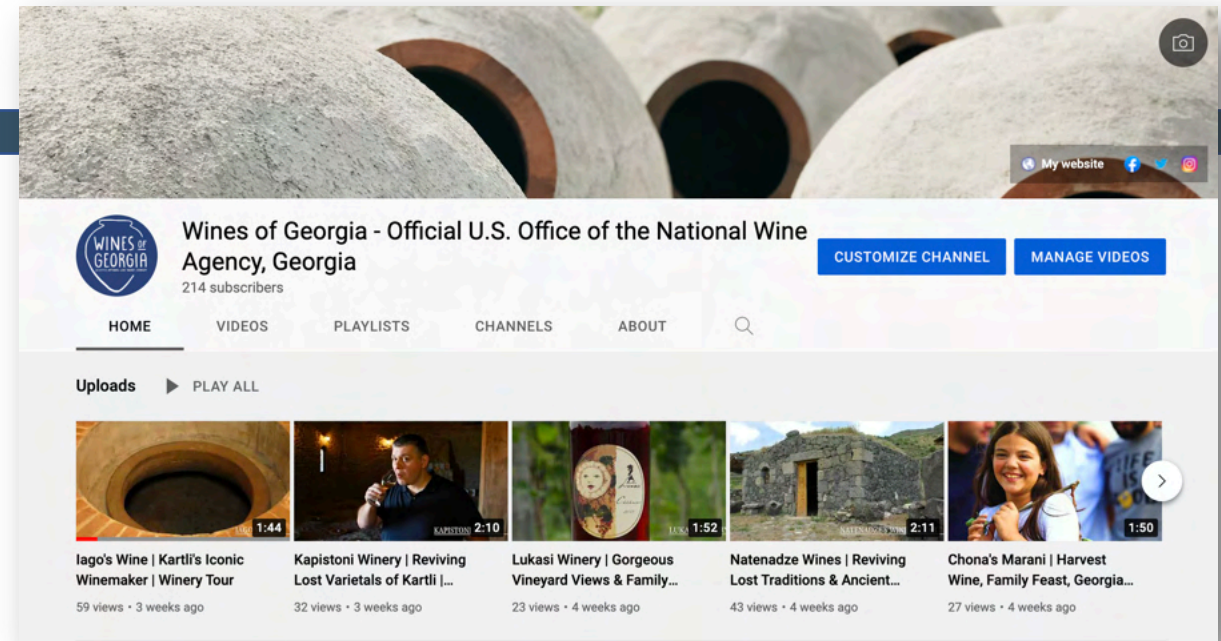 My website
WINES OF
GEORGIA
Wines of Georgia - Official U.S. Office of the National Wine
Agency, Georgia
214 subscribers
CUSTOMIZE CHANNEL
MANAGE VIDEOS
HOME VIDEOS PLAYLISTS CHANNELS ABOUT
Uploads PLAY ALL
1:44
KAPISTONI 2:10
1:52
2:11
1:50
Iago's Wine | Kartli's Iconic
Winemaker | Winery Tour
59 views • 3 weeks ago
Kapistoni Winery | Reviving
Lost Varietals of Kartli |...
32 views • 3 weeks ago
Lukasi Winery | Gorgeous
Vineyard Views & Family...
23 views • 4 weeks ago
Natenadze Wines | Reviving
Lost Traditions & Ancient...
43 views • 4 weeks ago
Chona's Marani | Harvest
Wine, Family Feast, Georgia...
27 views • 4 weeks ago